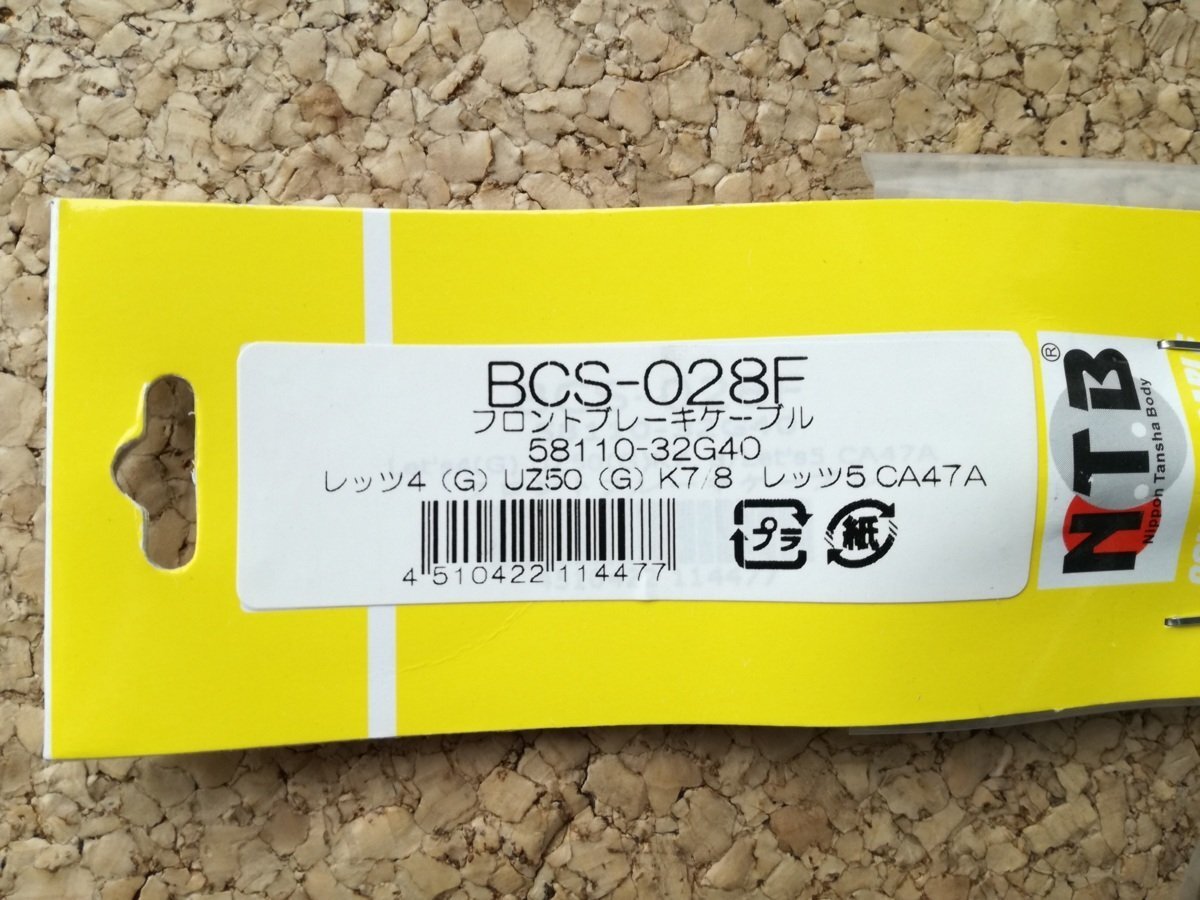 BCS-028F
フロントブレーキケーブル
58110-32G40
レッツ4 (G) UZ50 (G) K7/8 レッツ5 CA47A
4 510422 114477
プラ
紙
N.T.B
®
Nippon Tansha Body